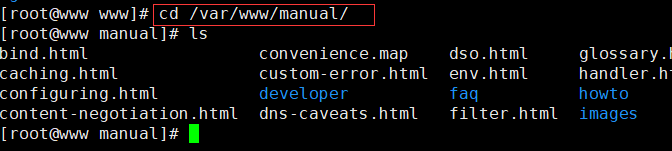 [root@www www]# cd /var/www/manual/
[root@www manual]# ls
bind.html convenience.map dso.html glossary.h
caching.html custom-error.html env.html handler.ht
configuring.html developer faq howto
content-negotiation.html dns-caveats.html filter.html images
[root@www manual]#